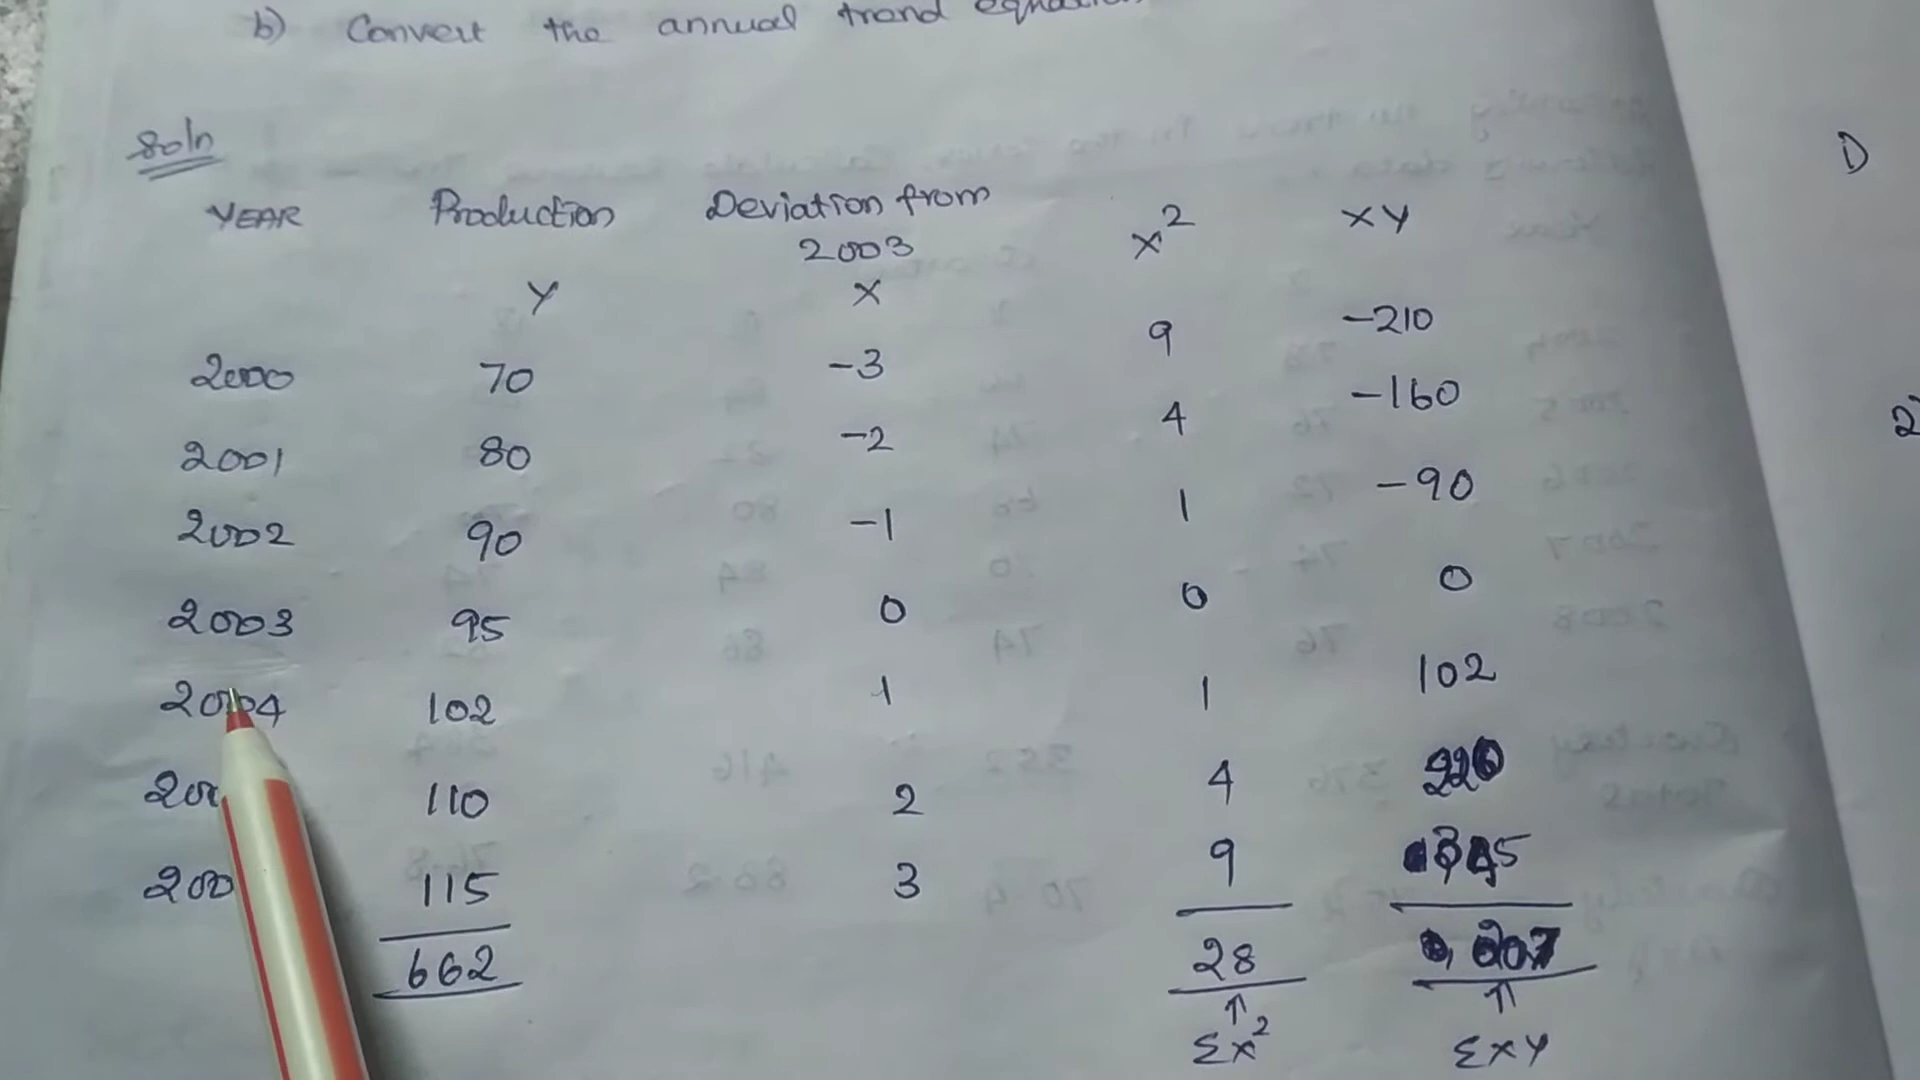 b) Convert the annual trend
Soln
YEAR Production Deviation from 2003 X² XY
Y X
2000 70 -3 9 -210
2001 80 -2 4 -160
2002 90 -1 1 -90
2003 95 0 0 0
2004 102 1 1 102
110 2 4 220
115 3 9 345
662 28 207
ΣX² ΣXY
1)
2)